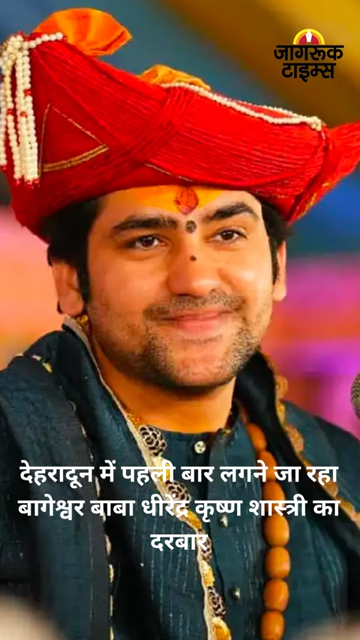 जागरूक
टाइम्स
देहरादून में पहली बार लगने जा रहा
बागेश्वर बाबा धीरेंद्र कृष्ण शास्त्री का
दरबार